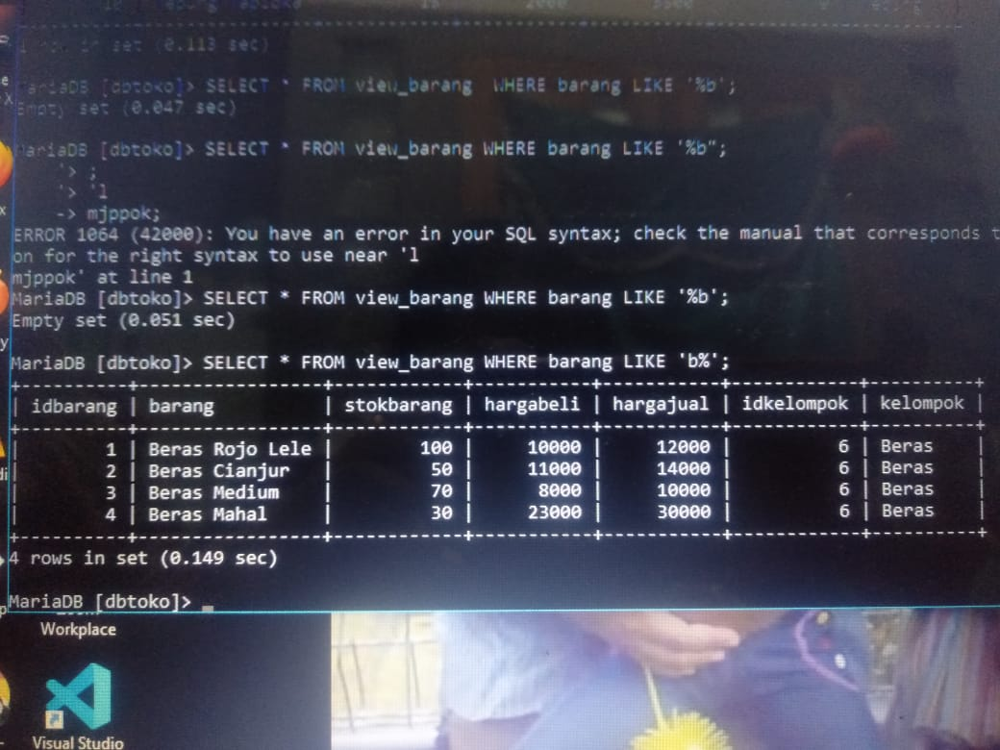 in set (0.113 sec)
MariaDB [dbtoko]> SELECT * FROM view_barang  WHERE barang LIKE '%b';
Empty set (0.047 sec)
MariaDB [dbtoko]> SELECT * FROM view_barang WHERE barang LIKE '%b";
'> ;
'> 'l
-> mjppok;
ERROR 1064 (42000): You have an error in your SQL syntax; check the manual that corresponds t
on for the right syntax to use near 'l
mjppok' at line 1
MariaDB [dbtoko]> SELECT * FROM view_barang WHERE barang LIKE '%b';
Empty set (0.051 sec)
MariaDB [dbtoko]> SELECT * FROM view_barang WHERE barang LIKE 'b%';
+----------+-----------------+------------+-----------+-----------+------------+----------+
| idbarang | barang | stokbarang | hargabeli | hargajual | idkelompok | kelompok |
+----------+-----------------+------------+-----------+-----------+------------+----------+
| 1 | Beras Rojo Lele | 100 | 10000 | 12000 | 6 | Beras |
| 2 | Beras Cianjur | 50 | 11000 | 14000 | 6 | Beras |
| 3 | Beras Medium | 70 | 8000 | 10000 | 6 | Beras |
| 4 | Beras Mahal | 30 | 23000 | 30000 | 6 | Beras |
+----------+-----------------+------------+-----------+-----------+------------+----------+
4 rows in set (0.149 sec)
MariaDB [dbtoko]> _
Workplace
Visual Studio